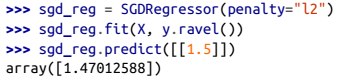 >>> sgd_reg = SGDRegressor(penalty="l2")
>>> sgd_reg.fit(X, y.ravel())
>>> sgd_reg.predict([[1.5]])
array([1.47012588])